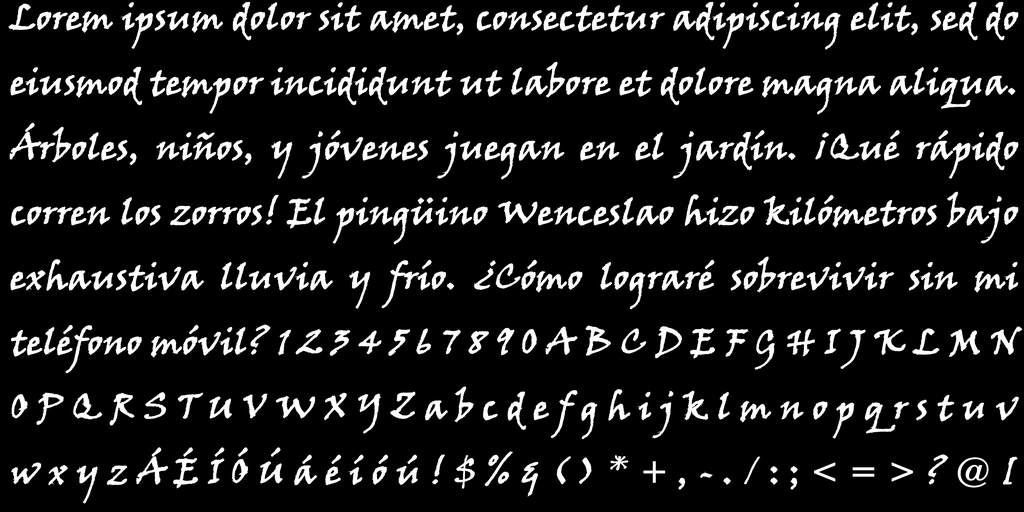 Lorem ipsum dolor sit amet, consectetur adipiscing elit, sed do
eiusmod tempor incididunt ut labore et dolore magna aliqua.
Árboles, niños, y jóvenes juegan en el jardín. ¡Qué rápido
corren los zorros! El pingüino Wenceslao hizo kilómetros bajo
exhaustiva lluvia y frío. ¿Cómo lograré sobrevivir sin mi
teléfono móvil? 1 2 3 4 5 6 7 8 9 0 A B C D E F G H I J K L M N
O P Q R S T U V W X Y Z a b c d e f g h i j k l m n o p q r s t u v
w x y z Á É Í Ó Ú á é í ó ú ! $ % & ( ) * + , - . / : ; < = > ? @ [